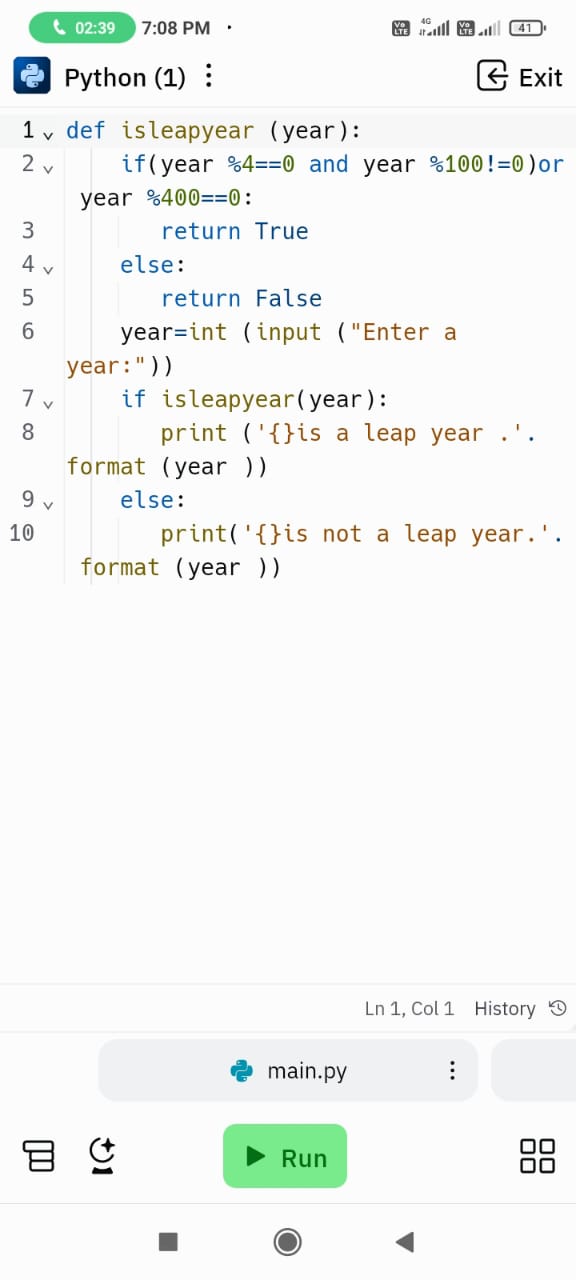 02:39 7:08 PM · Vo LTE 4G Vo LTE 41
Python (1) Exit
1 def isleapyear (year):
2 if(year %4==0 and year %100!=0)or
year %400==0:
3 return True
4 else:
5 return False
6 year=int (input ("Enter a
year:"))
7 if isleapyear(year):
8 print ('{}is a leap year .'.
format (year ))
9 else:
10 print('{}is not a leap year.'.
format (year ))
Ln 1, Col 1 History
main.py
Run